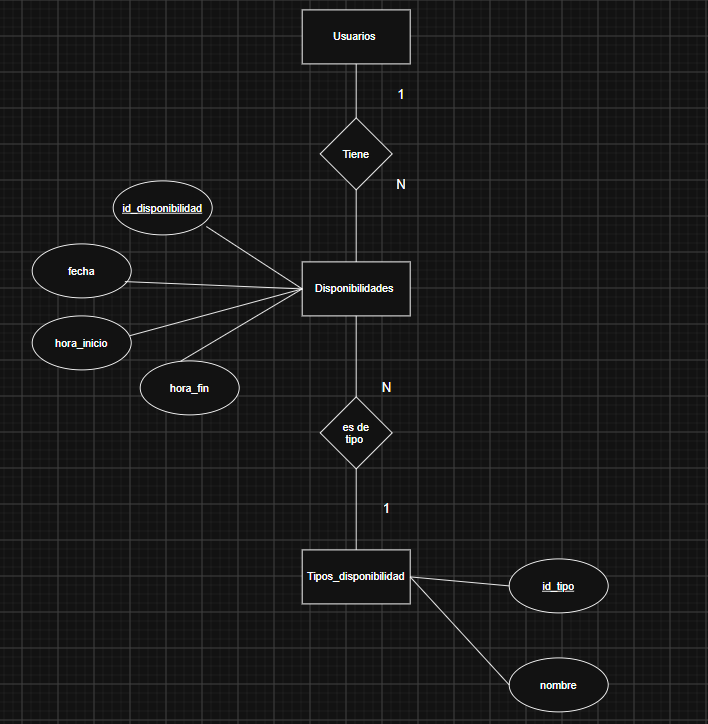 Usuarios
1
Tiene
N
id_disponibilidad
fecha
Disponibilidades
hora_inicio
hora_fin
N
es de
tipo
1
Tipos_disponibilidad
id_tipo
nombre